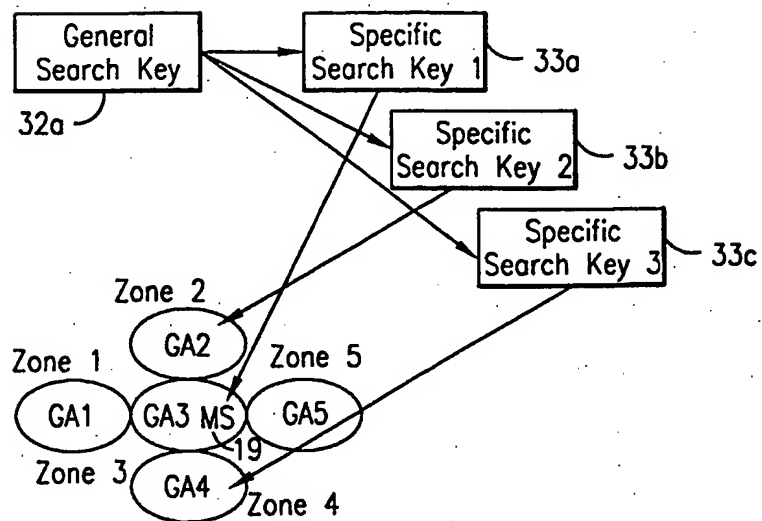 General
Search Key
32a
Specific
Search Key 1
33a
Specific
Search Key 2
33b
Specific
Search Key 3
33c
Zone 2
GA2
Zone 1
Zone 5
GA1
GA3 MS
GA5
19
Zone 3
GA4
Zone 4